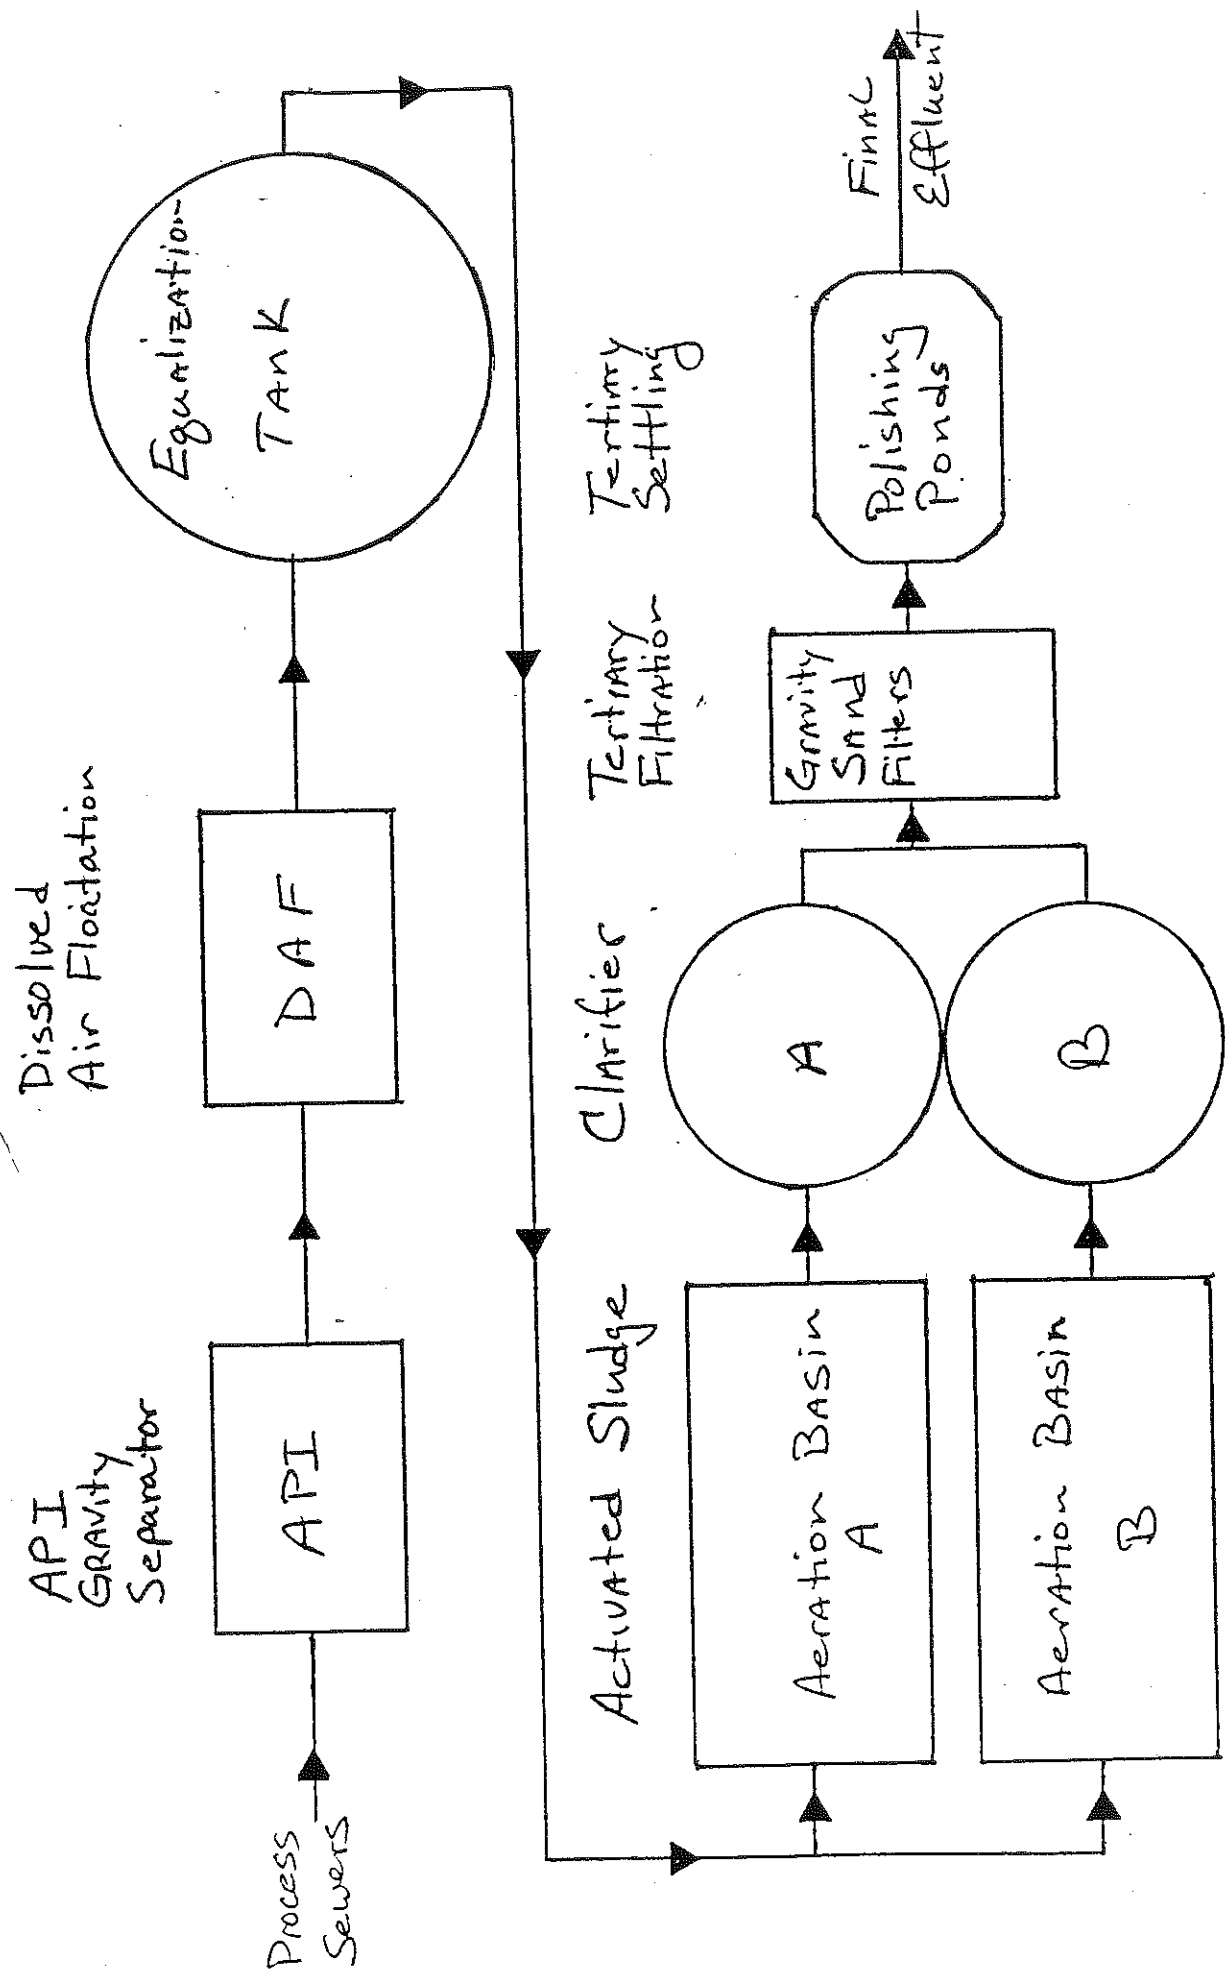 Process
Sewers
API
Gravity
Separator
API
Dissolved
Air Floatation
DAF
Equalization
Tank
Activated Sludge
Aeration Basin
A
Aeration Basin
B
Clarifier
A
B
Tertiary
Filtration
Gravity
Sand
Filters
Tertiary
Settling
Polishing
Ponds
Final
Effluent